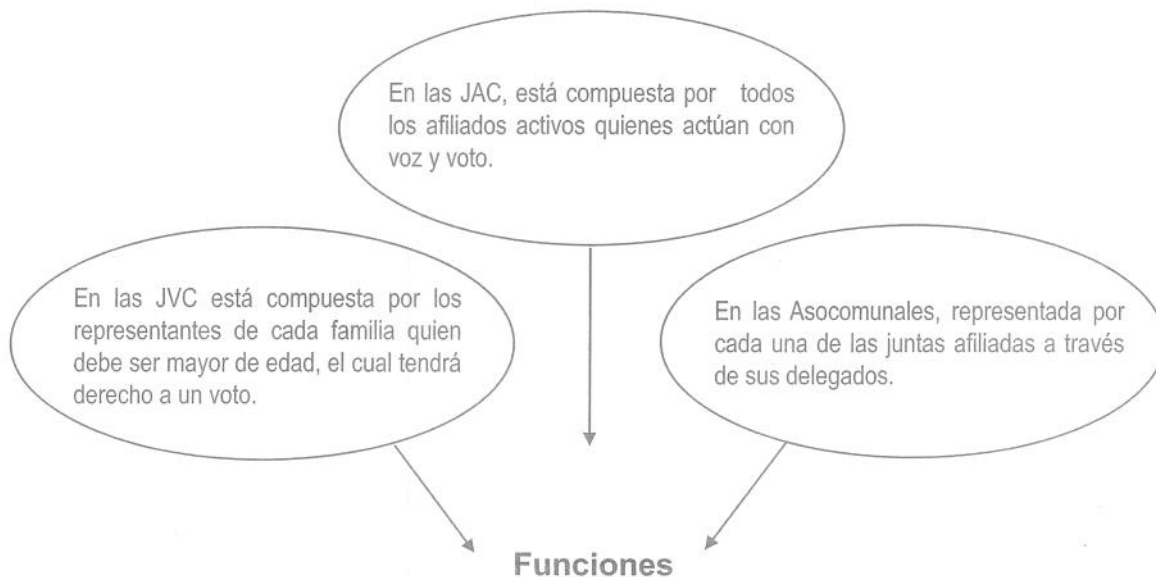 En las JAC, está compuesta por todos
los afiliados activos quienes actúan con
voz y voto.
En las JVC está compuesta por los
representantes de cada familia quien
debe ser mayor de edad, el cual tendrá
derecho a un voto.
En las Asocomunales, representada por
cada una de las juntas afiliadas a través
de sus delegados.
Funciones